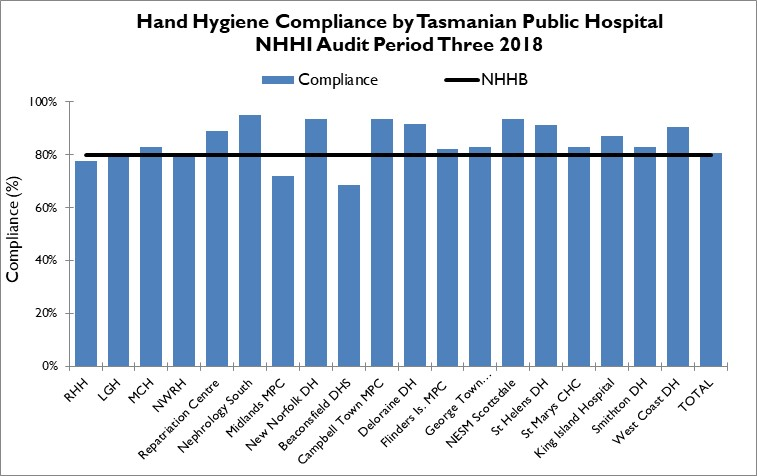 Hand Hygiene Compliance by Tasmanian Public Hospital
NHHI Audit Period Three 2018
Compliance
NHHB
100%
80%
60%
40%
20%
0%
Compliance (%)
RHH
LGH
MCH
NWRH
Repatriation Centre
Nephrology South
Midlands MPC
New Norfolk DH
Beaconsfield DHS
Campbell Town MPC
Deloraine DH
Flinders Is. MPC
George Town...
NESM Scottsdale
St Helens DH
St Marys CHC
King Island Hospital
Smithton DH
West Coast DH
TOTAL